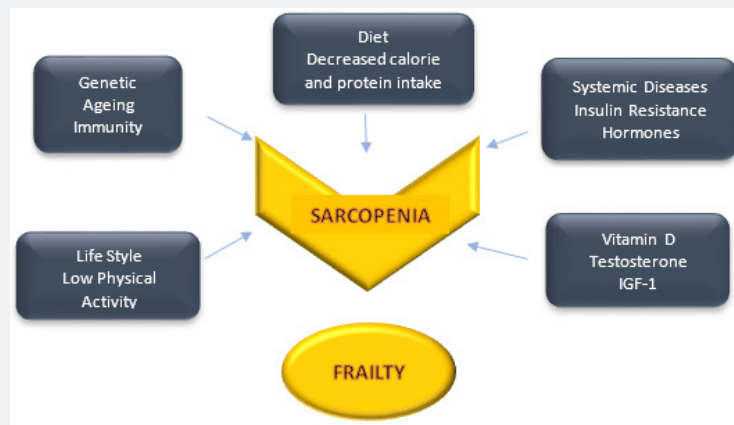 Diet
Decreased calorie
and protein intake
Genetic
Ageing
Immunity
Systemic Diseases
Insulin Resistance
Hormones
SARCOPENIA
Life Style
Low Physical
Activity
Vitamin D
Testosterone
IGF-1
FRAILTY